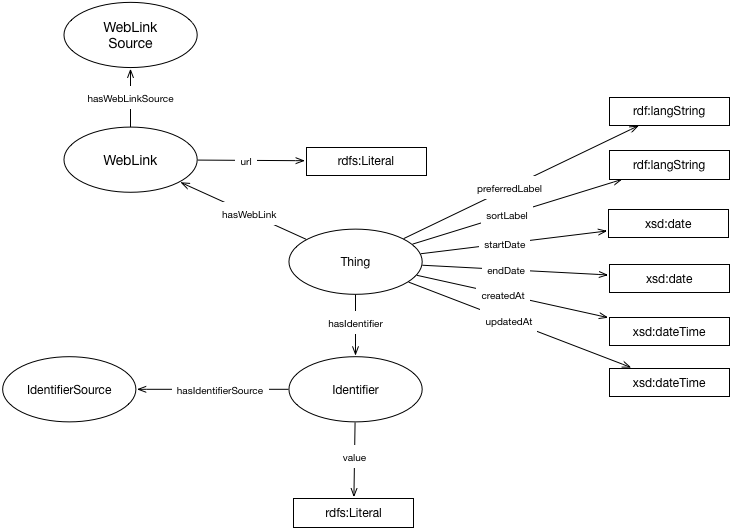 WebLink
Source
hasWebLinkSource
rdf:langString
WebLink
url
rdfs:Literal
rdf:langString
preferredLabel
hasWebLink
sortLabel
xsd:date
startDate
Thing
endDate
xsd:date
createdAt
hasIdentifier
updatedAt
xsd:dateTime
IdentifierSource
hasIdentifierSource
Identifier
xsd:dateTime
value
rdfs:Literal